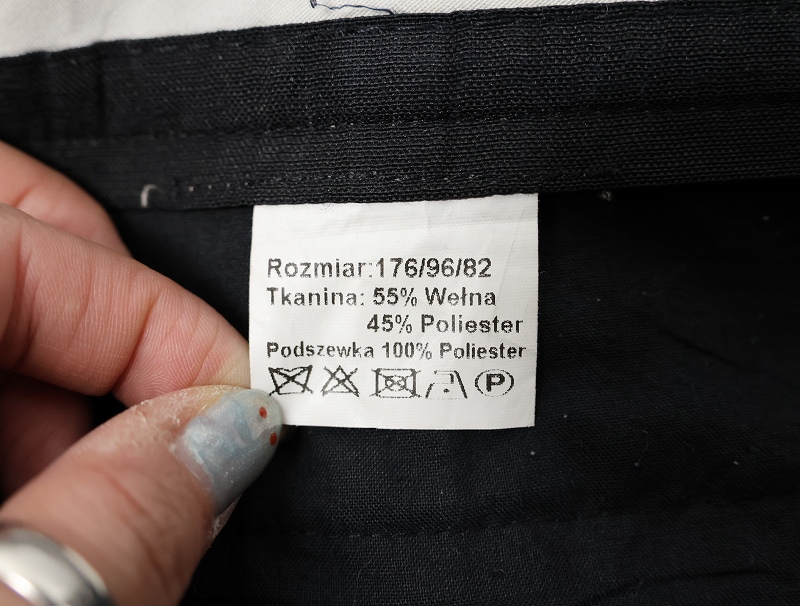 Rozmiar:176/96/82
Tkanina: 55% Wełna
45% Poliester
Podszewka 100% Poliester
P